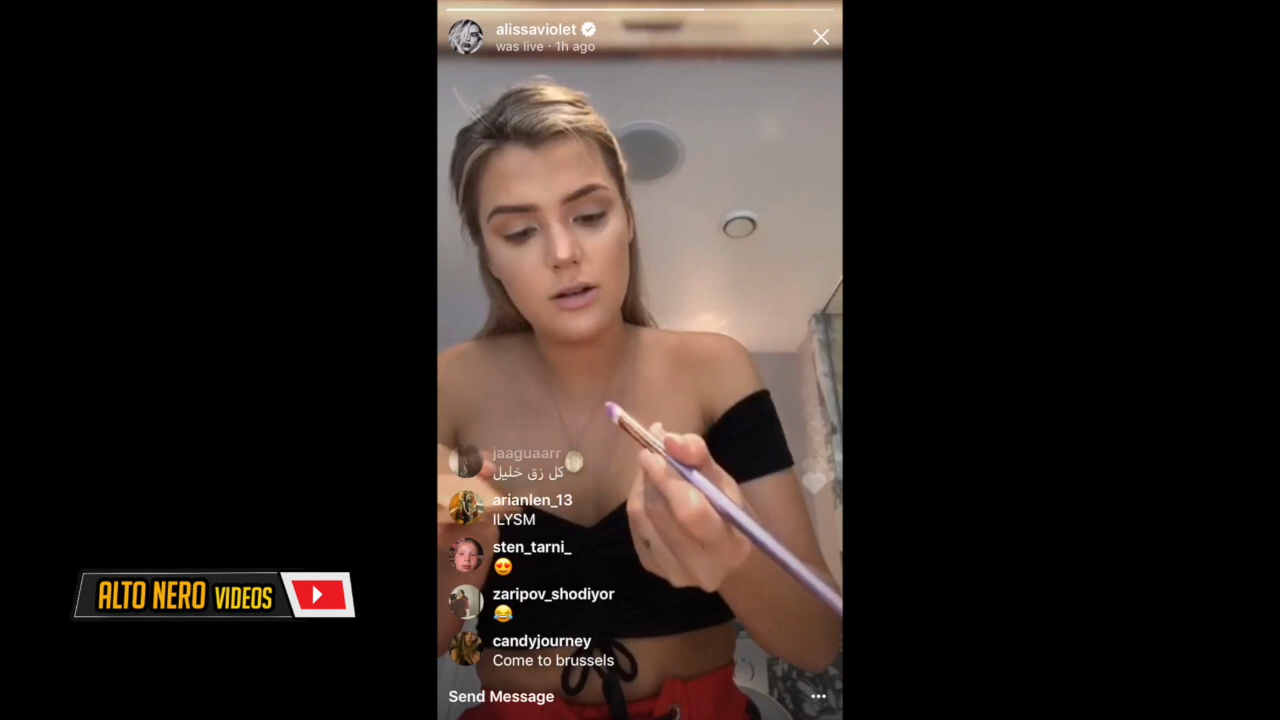 alissaviolet
was live · 1h ago
jaaguaarr
كل زق خليل
arianlen_13
ILYSM
sten_tarni_
😍
zaripov_shodiyor
😂
candyjourney
Come to brussels
Send Message
ALTO NERO VIDEOS